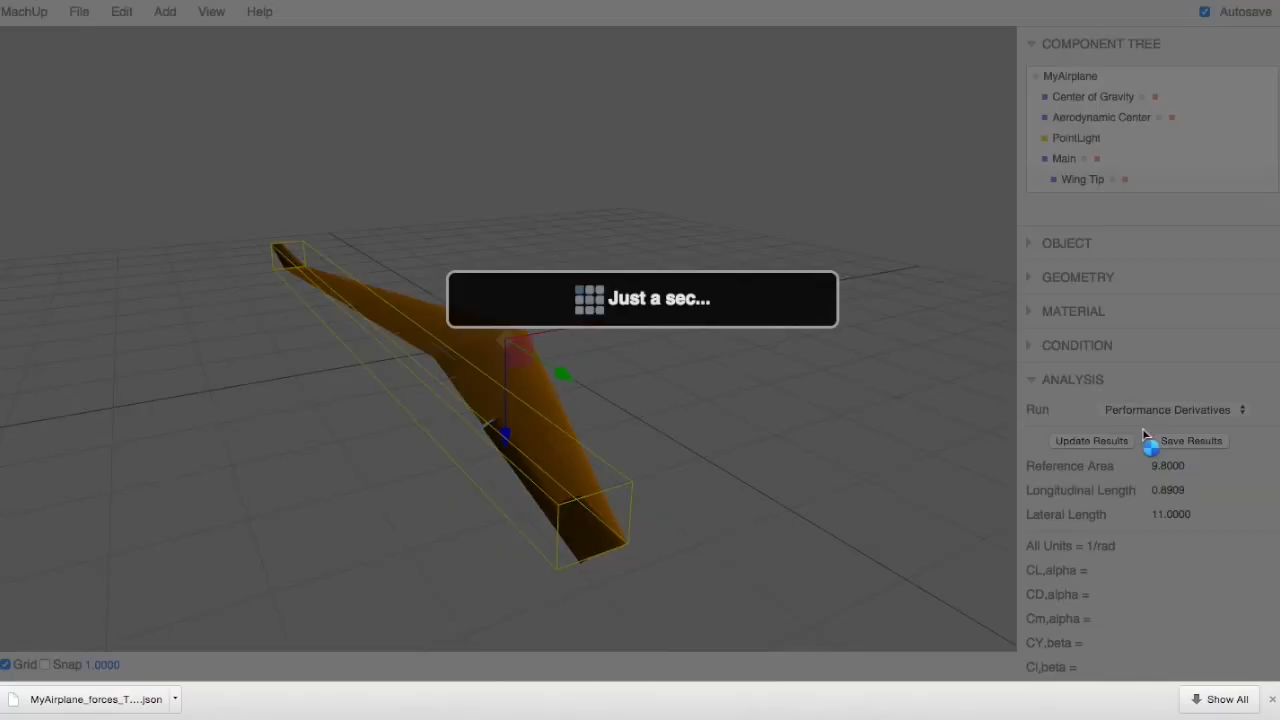 MachUp File Edit Add View Help Autosave
COMPONENT TREE
MyAirplane
Center of Gravity
Aerodynamic Center
PointLight
Main
Wing Tip
OBJECT
GEOMETRY
Just a sec...
MATERIAL
CONDITION
ANALYSIS
Run Performance Derivatives
Update Results Save Results
Reference Area 9.8000
Longitudinal Length 0.8909
Lateral Length 11.0000
All Units = 1/rad
CL,alpha =
CD,alpha =
Cm,alpha =
CY,beta =
Cl,beta =
Grid Snap 1.0000
MyAirplane_forces_T....json Show All